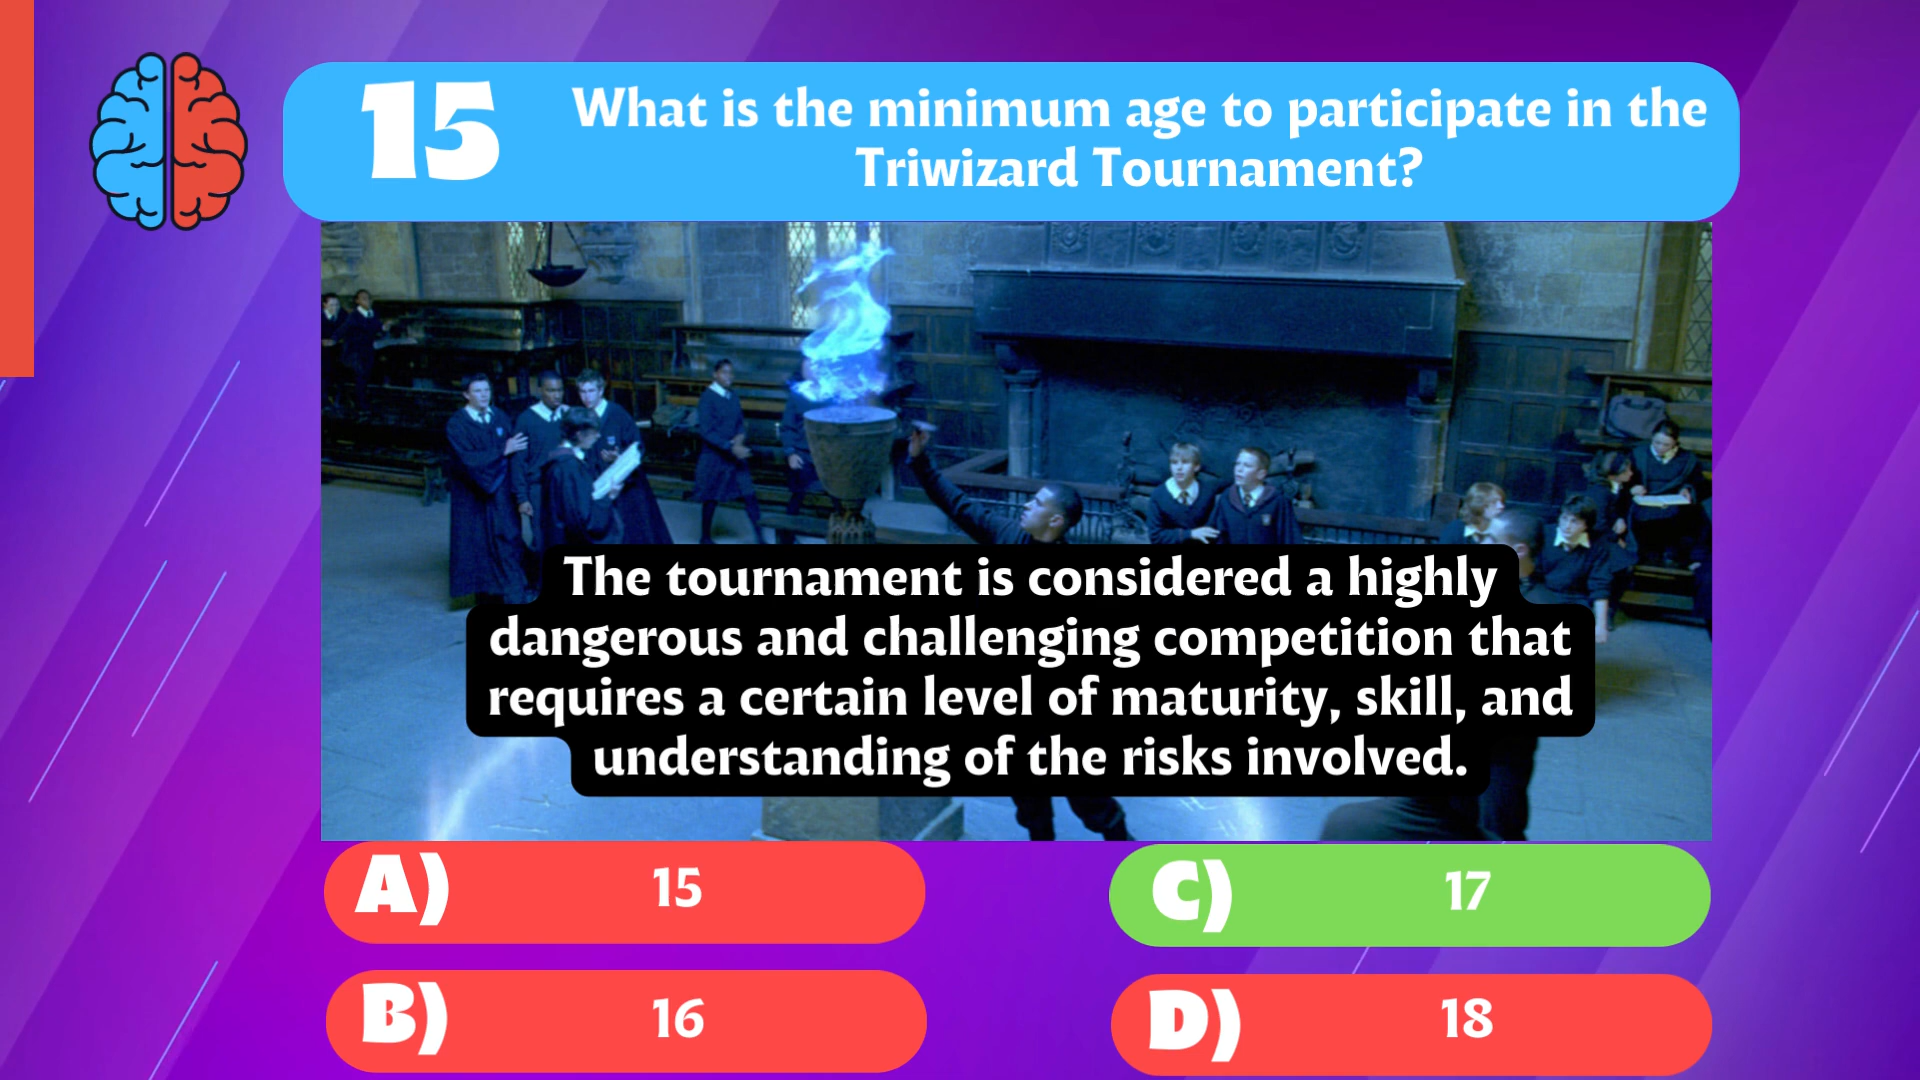 15
What is the minimum age to participate in the
Triwizard Tournament?
The tournament is considered a highly
dangerous and challenging competition that
requires a certain level of maturity, skill, and
understanding of the risks involved.
A) 15
C) 17
B) 16
D) 18